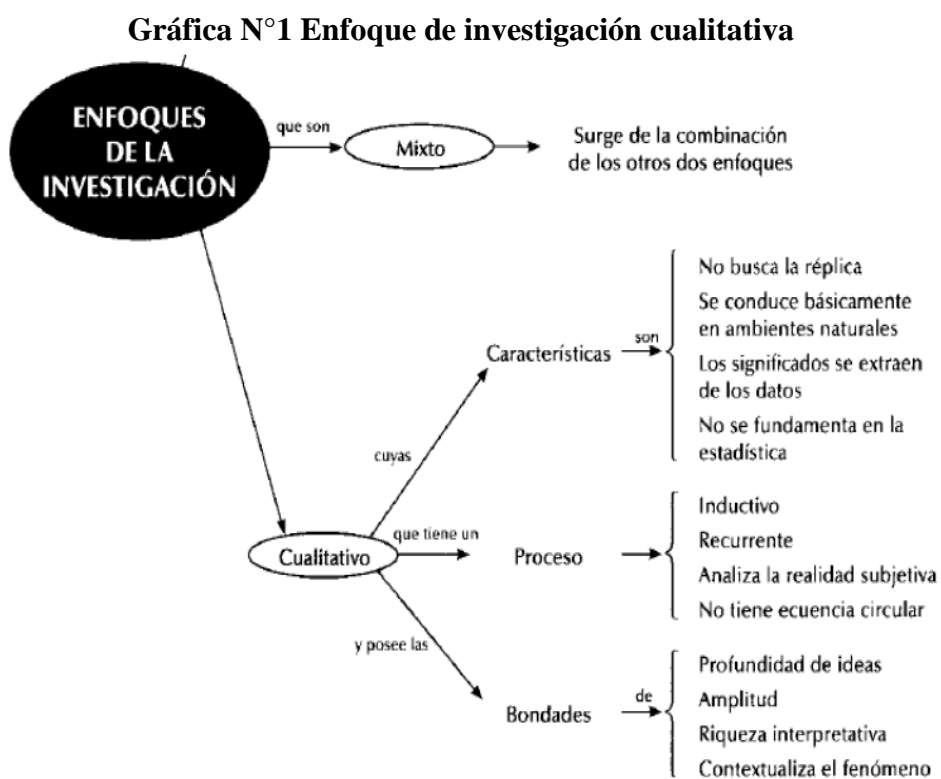 Gráfica N°1 Enfoque de investigación cualitativa
ENFOQUES
DE LA
INVESTIGACIÓN
que son
Mixto
Surge de la combinación
de los otros dos enfoques
cuyas
Características
son
No busca la réplica
Se conduce básicamente
en ambientes naturales
Los significados se extraen
de los datos
No se fundamenta en la
estadística
Cualitativo
que tiene un
Proceso
Inductivo
Recurrente
Analiza la realidad subjetiva
No tiene ecuencia circular
y posee las
Bondades
de
Profundidad de ideas
Amplitud
Riqueza interpretativa
Contextualiza el fenómeno